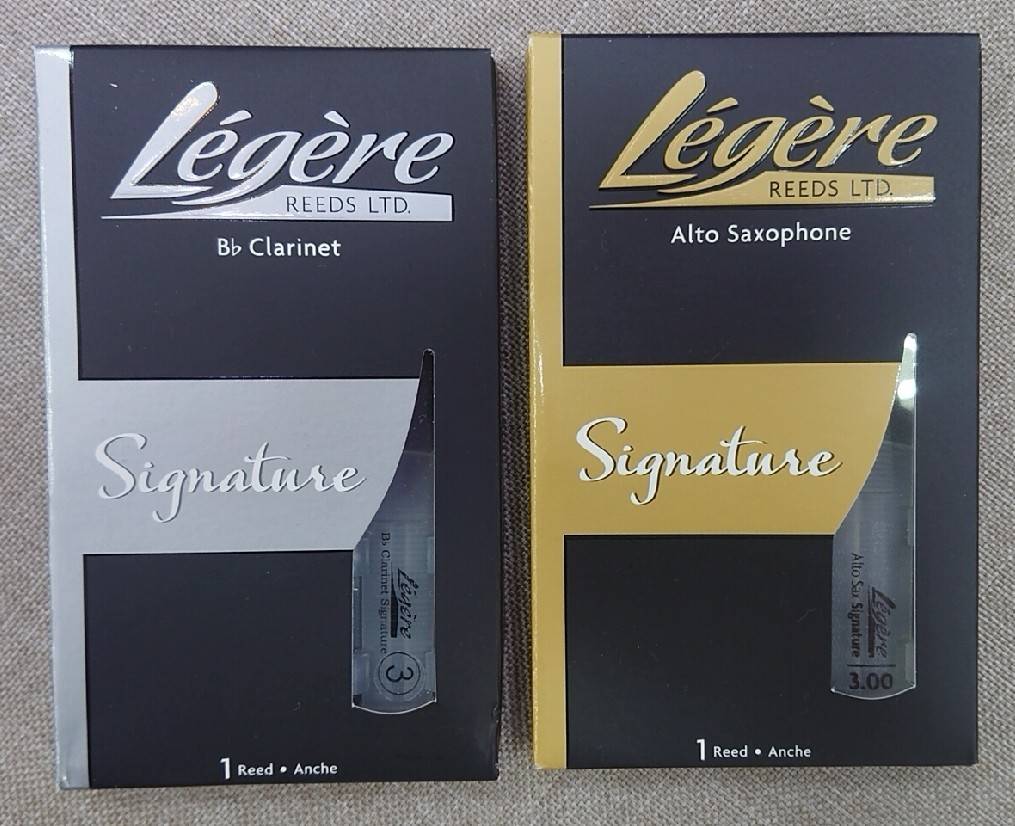 Légère
REEDS LTD.
B♭ Clarinet
Signature
B♭ Clarinet Signature
Légère
3
1 Reed • Anche
Légère
REEDS LTD.
Alto Saxophone
Signature
Alto Sax Signature
Légère
3.00
1 Reed • Anche